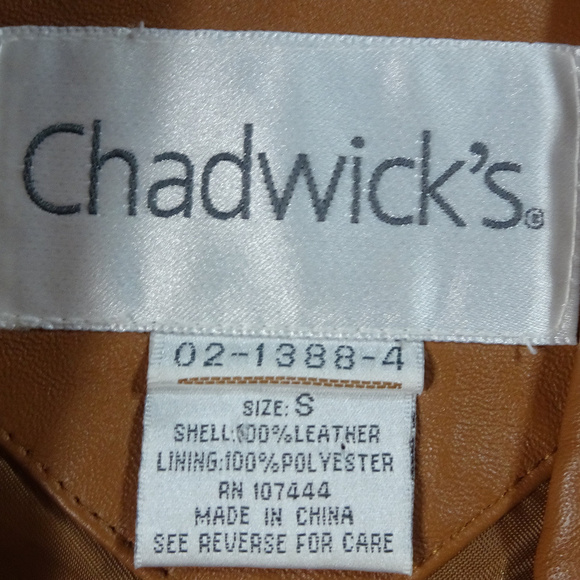 Chadwick's®
02-1388-4
SIZE: S
SHELL:100%LEATHER
LINING:100%POLYESTER
RN 107444
MADE IN CHINA
SEE REVERSE FOR CARE